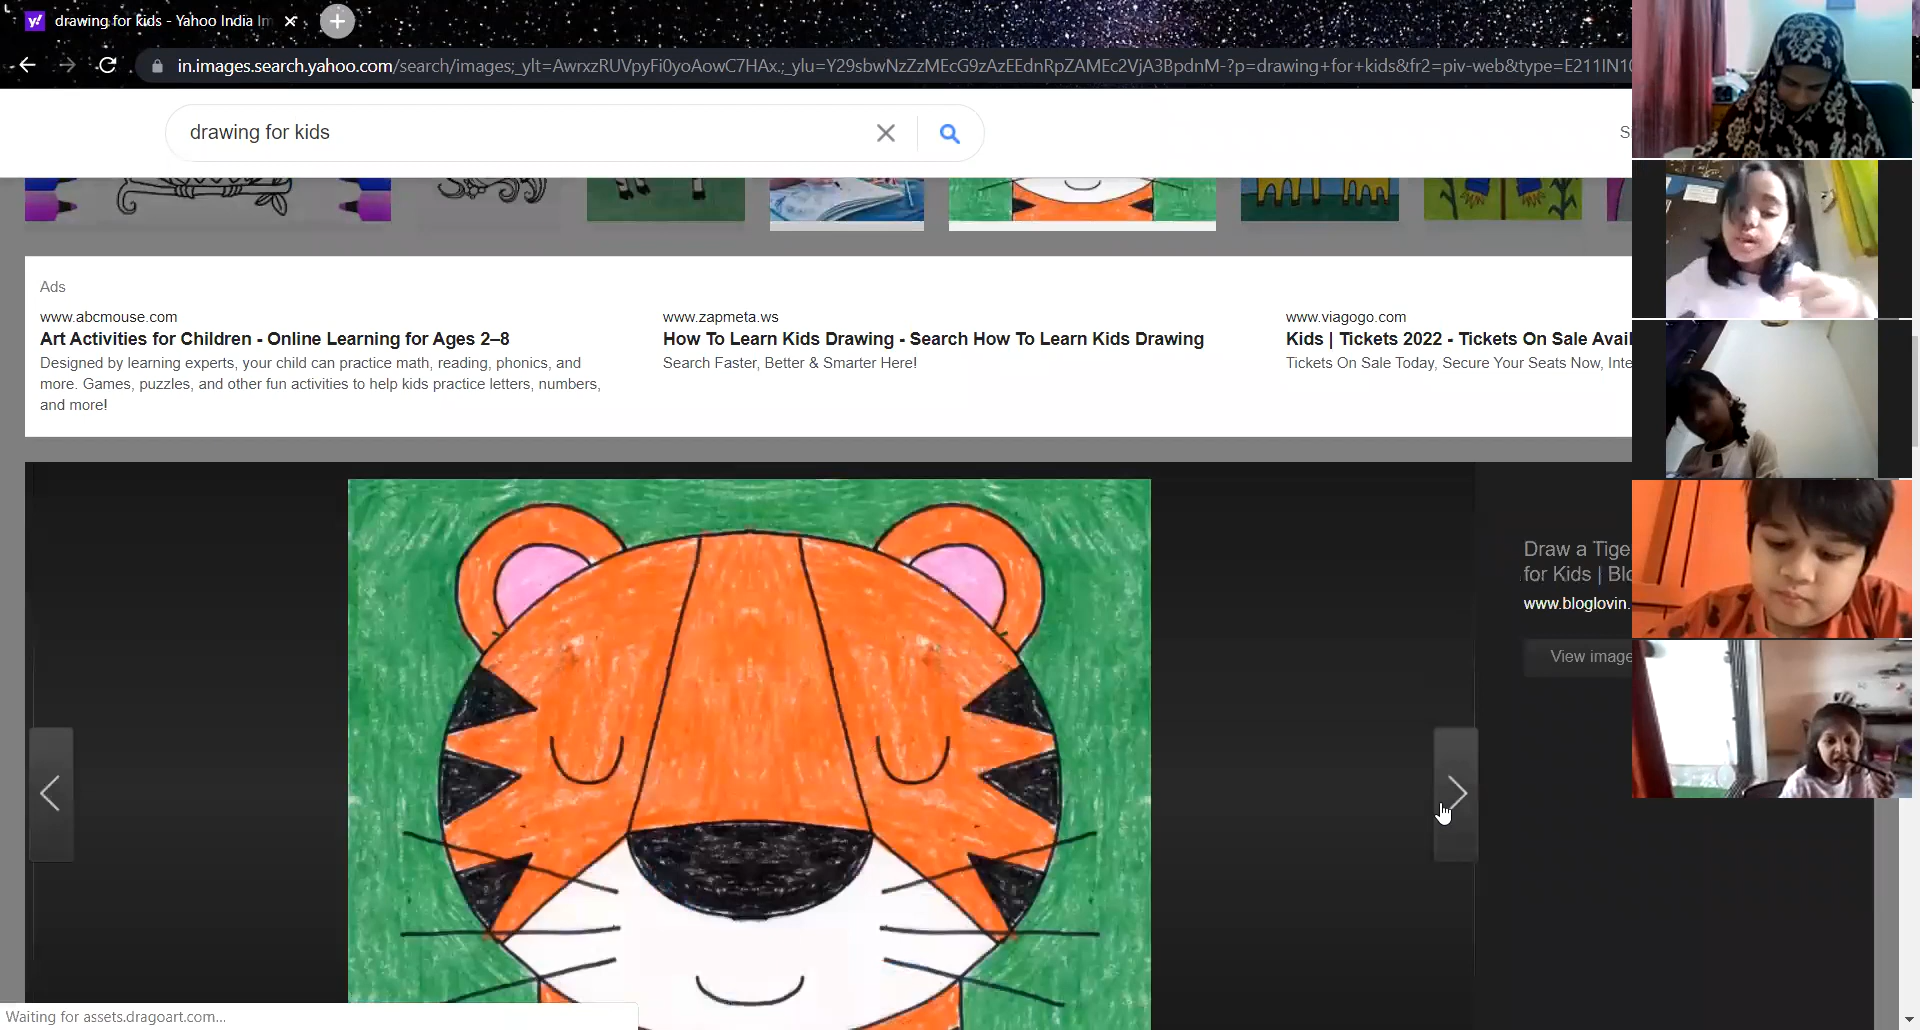 drawing for kids - Yahoo India Im
in.images.search.yahoo.com/search/images;_ylt=AwrxzRUVpyFi0yoAowC7HAx.;_ylu=Y29sbwNzZzMEcG9zAzEEdnRpZAMEc2VjA3BpdnM-?p=drawing+for+kids&fr2=piv-web&type=E211IN10
drawing for kids
S
Ads
www.abcmouse.com
Art Activities for Children - Online Learning for Ages 2–8
Designed by learning experts, your child can practice math, reading, phonics, and
more. Games, puzzles, and other fun activities to help kids practice letters, numbers,
and more!
www.zapmeta.ws
How To Learn Kids Drawing - Search How To Learn Kids Drawing
Search Faster, Better & Smarter Here!
www.viagogo.com
Kids | Tickets 2022 - Tickets On Sale Avail
Tickets On Sale Today, Secure Your Seats Now, Inte
Draw a Tige
for Kids | Blo
www.bloglovin.
View image
Waiting for assets.dragoart.com...